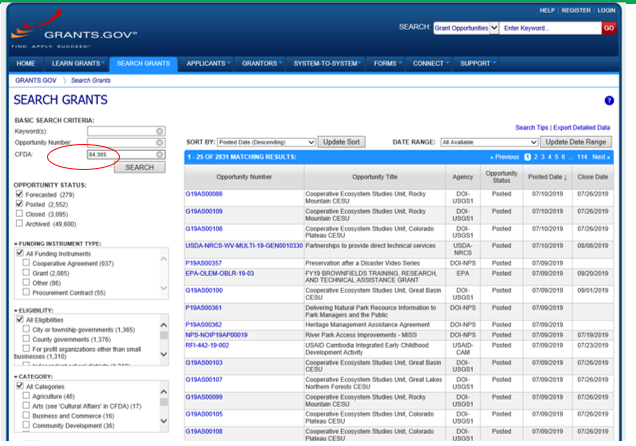 HELP | REGISTER | LOGIN
GRANTS.GOV℠
FIND. APPLY. SUCCEED.℠
SEARCH: Grant Opportunities Enter Keyword... GO
HOME LEARN GRANTS SEARCH GRANTS APPLICANTS GRANTORS SYSTEM-TO-SYSTEM FORMS CONNECT SUPPORT
GRANTS.GOV Search Grants
SEARCH GRANTS
BASIC SEARCH CRITERIA:
Keyword(s):
Opportunity Number:
CFDA: 84.305
SEARCH
OPPORTUNITY STATUS:
Forecasted (279)
Posted (2,552)
Closed (3,095)
Archived (49,600)
FUNDING INSTRUMENT TYPE:
All Funding Instruments
Cooperative Agreement (937)
Grant (2,085)
Other (86)
Procurement Contract (55)
ELIGIBILITY:
All Eligibilities
City or township governments (1,365)
County governments (1,376)
For profit organizations other than small
businesses (1,310)
CATEGORY:
All Categories
Agriculture (48)
Arts (see 'Cultural Affairs' in CFDA) (17)
Business and Commerce (16)
Community Development (36)
Search Tips | Export Detailed Data
SORT BY: Posted Date (Descending) Update Sort DATE RANGE: All Available Update Date Range
1 - 25 OF 2831 MATCHING RESULTS: « Previous 1 2 3 4 5 6 ... 114 Next »
Opportunity Number Opportunity Title Agency Opportunity Status Posted Date ↓ Close Date
G19AS00086 Cooperative Ecosystem Studies Unit, Rocky Mountain CESU DOI-USGS1 Posted 07/10/2019 07/26/2019
G19AS00109 Cooperative Ecosystem Studies Unit, Rocky Mountain CESU DOI-USGS1 Posted 07/10/2019 07/26/2019
G19AS00106 Cooperative Ecosystem Studies Unit, Colorado Plateau CESU DOI-USGS1 Posted 07/10/2019 07/26/2019
USDA-NRCS-WV-MULTI-19-GEN0010330 Partnerships to provide direct technical services USDA-NRCS Posted 07/10/2019 08/08/2019
P19AS00357 Preservation after a Disaster Video Series DOI-NPS Posted 07/09/2019
EPA-OLEM-OBLR-19-03 FY19 BROWNFIELDS TRAINING, RESEARCH, AND TECHNICAL ASSISTANCE GRANT EPA Posted 07/09/2019 09/20/2019
G19AS00100 Cooperative Ecosystem Studies Unit, Great Basin CESU DOI-USGS1 Posted 07/09/2019 09/01/2019
P19AS00361 Delivering Natural Park Resource Information to Park Managers and the Public DOI-NPS Posted 07/09/2019
P19AS00362 Heritage Management Assistance Agreement DOI-NPS Posted 07/09/2019
NPS-NOIP19AP00019 River Park Access Improvements - MISS DOI-NPS Posted 07/09/2019 07/19/2019
RFI-442-19-002 USAID Cambodia Integrated Early Childhood Development Activity USAID-CAM Posted 07/09/2019 07/23/2019
G19AS00103 Cooperative Ecosystem Studies Unit, Great Basin CESU DOI-USGS1 Posted 07/09/2019 07/26/2019
G19AS00107 Cooperative Ecosystem Studies Unit, Great Lakes Northern Forests CESU DOI-USGS1 Posted 07/09/2019 07/26/2019
G19AS00099 Cooperative Ecosystem Studies Unit, Rocky Mountain CESU DOI-USGS1 Posted 07/09/2019 07/26/2019
G19AS00105 Cooperative Ecosystem Studies Unit, Colorado Plateau CESU DOI-USGS1 Posted 07/09/2019 07/26/2019
G19AS00108 Cooperative Ecosystem Studies Unit, Colorado Plateau CESU DOI-USGS1 Posted 07/09/2019 07/26/2019